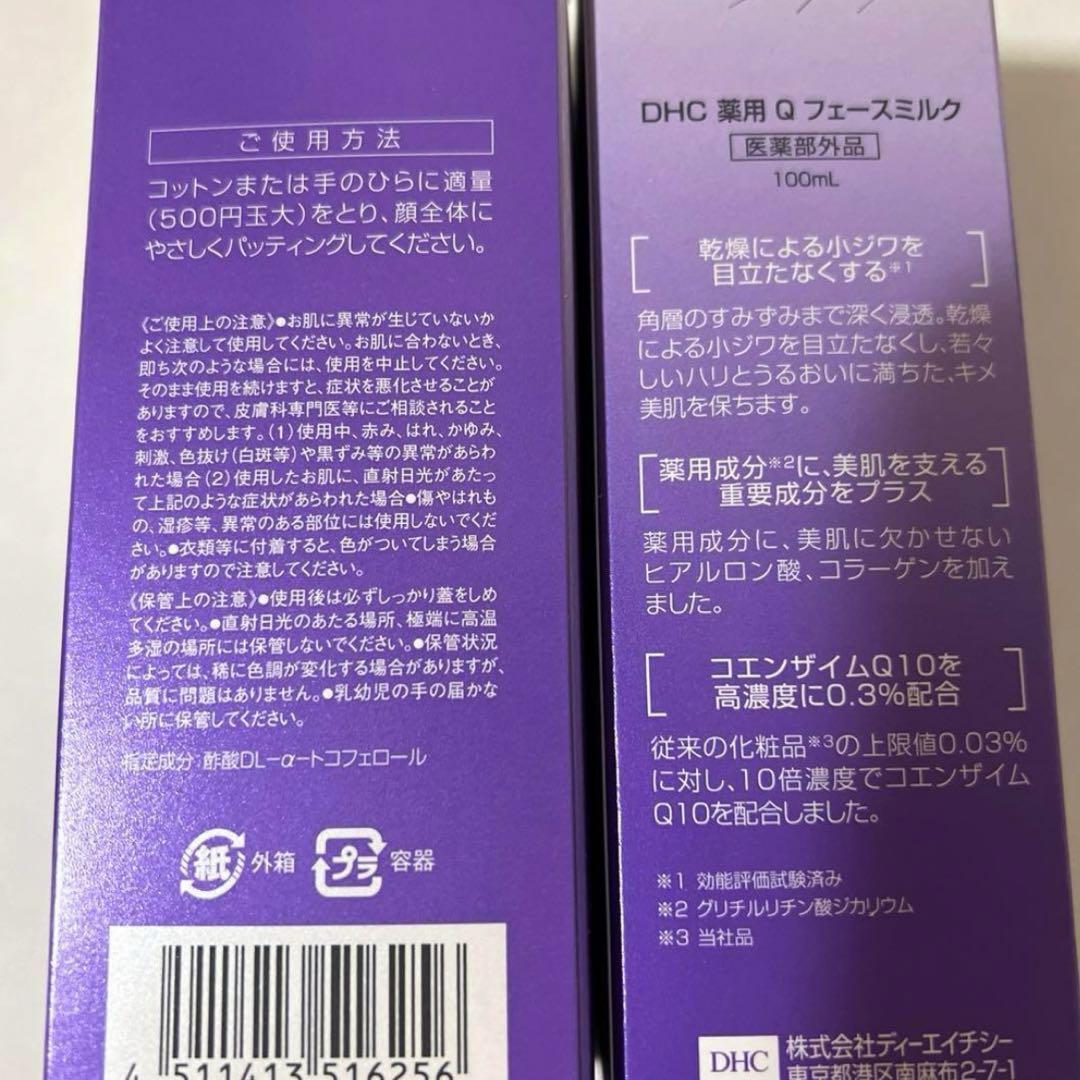 ご使用方法
コットンまたは手のひらに適量
(500円玉大)をとり、顔全体に
やさしくパッティングしてください。
《ご使用上の注意》●お肌に異常が生じていないか
よく注意して使用してください。お肌に合わないとき、
即ち次のような場合には、使用を中止してください。
そのまま使用を続けますと、症状を悪化させることが
ありますので、皮膚科専門医等にご相談されること
をおすすめします。(1)使用中、赤み、はれ、かゆみ、
刺激、色抜け(白斑等)や黒ずみ等の異常があらわ
れた場合(2)使用したお肌に、直射日光があたっ
て上記のような症状があらわれた場合●傷やはれも
の、湿疹等、異常のある部位には使用しないでくだ
さい。●衣類等に付着すると、色がついてしまう場合
がありますので注意してください。
《保管上の注意》●使用後は必ずしっかり蓋をしめ
てください。●直射日光のあたる場所、極端に高温
多湿の場所には保管しないでください。●保管状況
によっては、稀に色調が変化する場合がありますが、
品質に問題はありません。●乳幼児の手の届かな
い所に保管してください。
指定成分:酢酸DL-α-トコフェロール
紙 外箱 プラ 容器
4 511413 516256
DHC 薬用 Q フェースミルク
医薬部外品
100mL
乾燥による小ジワを
目立たなくする※1
角層のすみずみまで深く浸透。乾燥
による小ジワを目立たなくし、若々
しいハリとうるおいに満ちた、キメ
美肌を保ちます。
薬用成分※2に、美肌を支える
重要成分をプラス
薬用成分に、美肌に欠かせない
ヒアルロン酸、コラーゲンを加え
ました。
コエンザイムQ10を
高濃度に0.3%配合
従来の化粧品※3の上限値0.03%
に対し、10倍濃度でコエンザイム
Q10を配合しました。
※1 効能評価試験済み
※2 グリチルリチン酸ジカリウム
※3 当社品
DHC 株式会社ディーエイチシー
東京都港区南麻布2-7-1